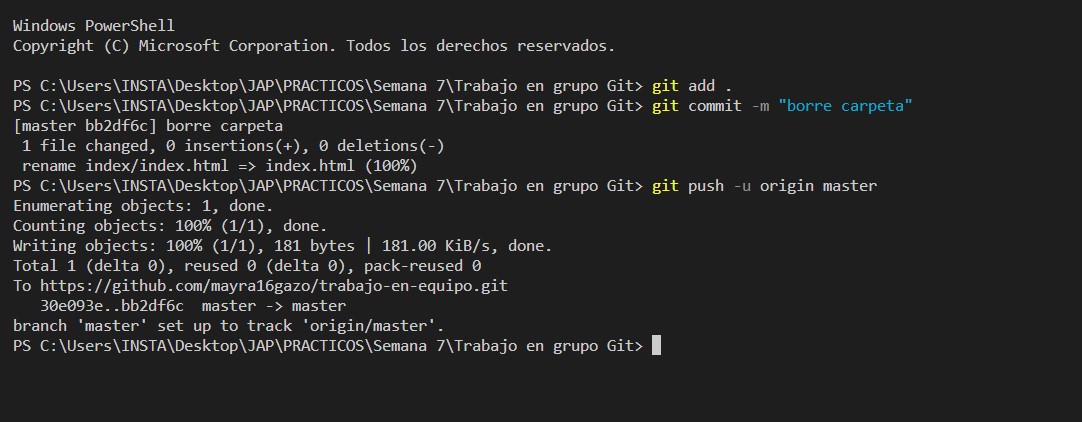 Windows PowerShell
Copyright (C) Microsoft Corporation. Todos los derechos reservados.
PS C:\Users\INSTA\Desktop\JAP\PRACTICOS\Semana 7\Trabajo en grupo Git> git add .
PS C:\Users\INSTA\Desktop\JAP\PRACTICOS\Semana 7\Trabajo en grupo Git> git commit -m "borre carpeta"
[master bb2df6c] borre carpeta
 1 file changed, 0 insertions(+), 0 deletions(-)
 rename index/index.html => index.html (100%)
PS C:\Users\INSTA\Desktop\JAP\PRACTICOS\Semana 7\Trabajo en grupo Git> git push -u origin master
Enumerating objects: 1, done.
Counting objects: 100% (1/1), done.
Writing objects: 100% (1/1), 181 bytes | 181.00 KiB/s, done.
Total 1 (delta 0), reused 0 (delta 0), pack-reused 0
To https://github.com/mayra16gazo/trabajo-en-equipo.git
   30e093e..bb2df6c  master -> master
branch 'master' set up to track 'origin/master'.
PS C:\Users\INSTA\Desktop\JAP\PRACTICOS\Semana 7\Trabajo en grupo Git>